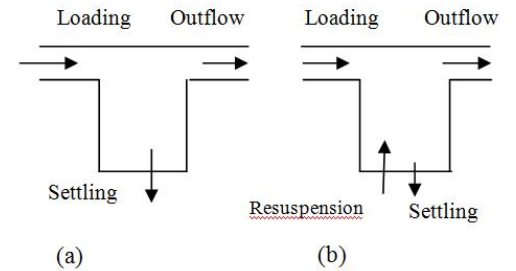 Loading Outflow
Loading Outflow
Settling
Resuspension
Settling
(a)
(b)